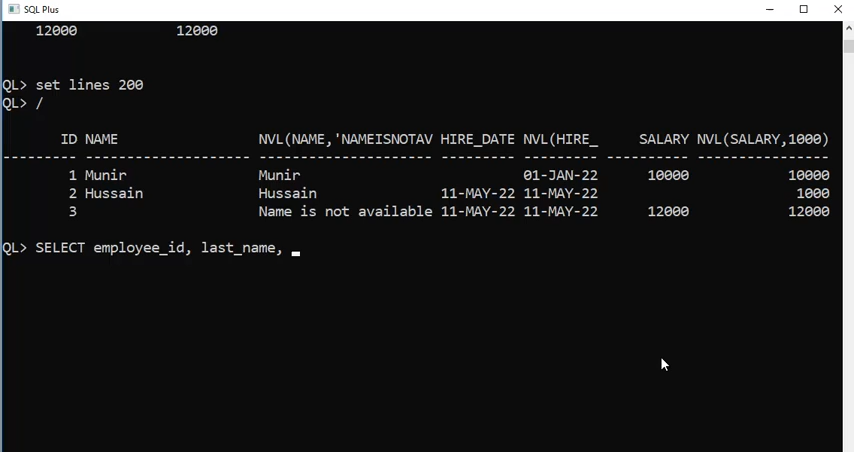 SQL Plus
12000 12000
QL> set lines 200
QL> /
ID NAME NVL(NAME,'NAMEISNOTAV HIRE_DATE NVL(HIRE_ SALARY NVL(SALARY,1000)
---------- -------------------- --------------------- --------- --------- ---------- ----------------
1 Munir Munir 01-JAN-22 10000 10000
2 Hussain Hussain 11-MAY-22 11-MAY-22 1000
3 Name is not available 11-MAY-22 11-MAY-22 12000 12000
QL> SELECT employee_id, last_name,